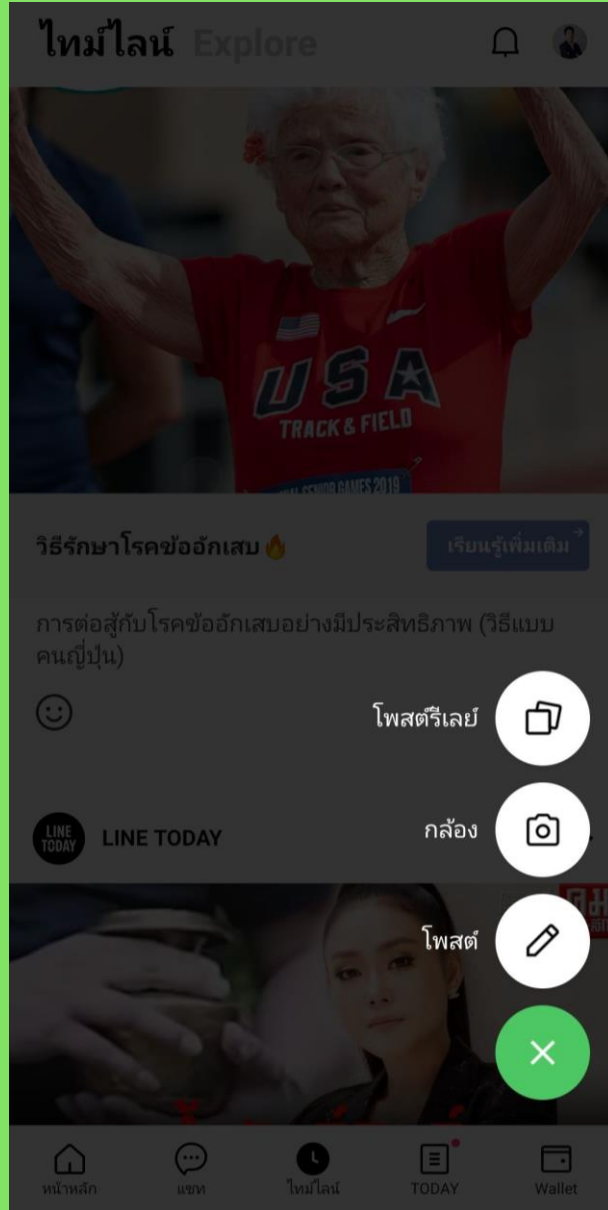 ไทม์ไลน์ Explore
USA
TRACK & FIELD
SENIOR GAMES 2019
วิธีรักษาโรคข้ออักเสบ🔥
เรียนรู้เพิ่มเติม
การต่อสู้กับโรคข้ออักเสบอย่างมีประสิทธิภาพ (วิธีแบบ
คนญี่ปุ่น)
โพสต์รีเลย์
กล้อง
LINE
TODAY
LINE TODAY
โพสต์
หน้าหลัก
แชท
ไทม์ไลน์
TODAY
Wallet